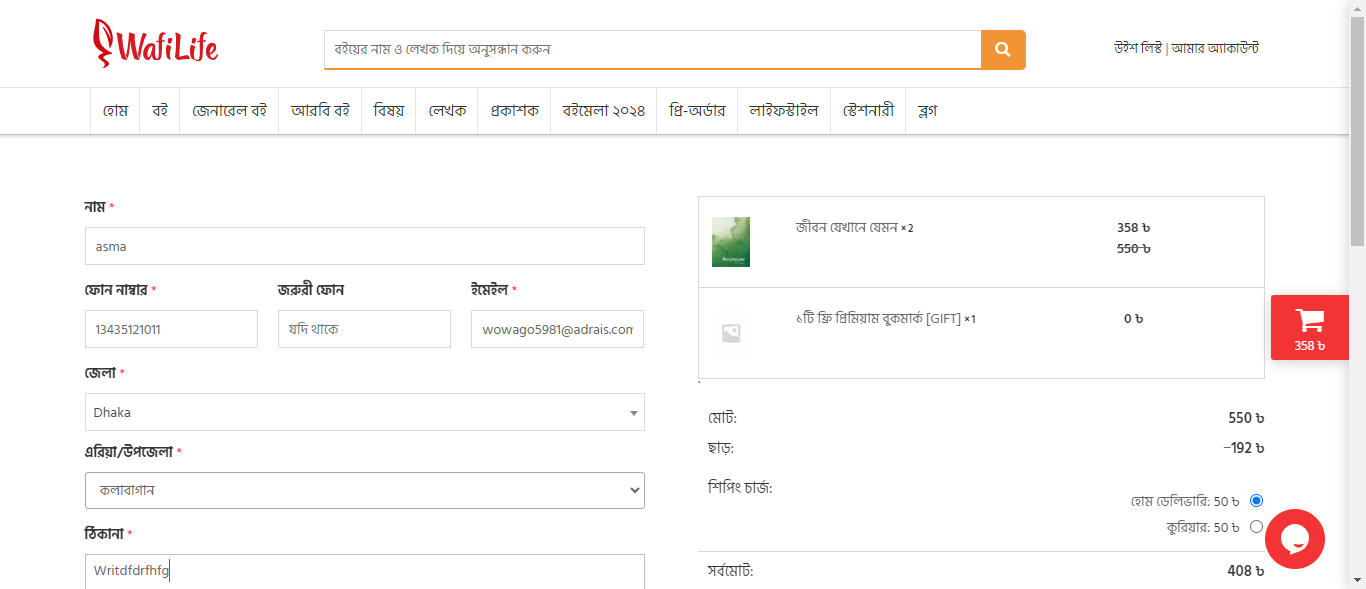 WafiLife
বইয়ের নাম ও লেখক দিয়ে অনুসন্ধান করুন
উইশ লিস্ট | আমার অ্যাকাউন্ট
হোম বই জেনারেল বই আরবি বই বিষয় লেখক প্রকাশক বইমেলা ২০২৪ প্রি-অর্ডার লাইফস্টাইল স্টেশনারী ব্লগ
নাম *
asma
ফোন নাম্বার * জরুরী ফোন ইমেইল *
13435121011 যদি থাকে wowago5981@adrais.com
জেলা *
Dhaka
এরিয়া/উপজেলা *
কলাবাগান
ঠিকানা *
Writdfdrfhfg
জীবন যেখানে যেমন ×2 358 ৳
550 ৳
১টি ফ্রি প্রিমিয়াম বুকমার্ক [GIFT] ×1 0 ৳
মোট: 550 ৳
ছাড়: -192 ৳
শিপিং চার্জ:
হোম ডেলিভারি: 50 ৳
কুরিয়ার: 50 ৳
সর্বমোট: 408 ৳
358 ৳